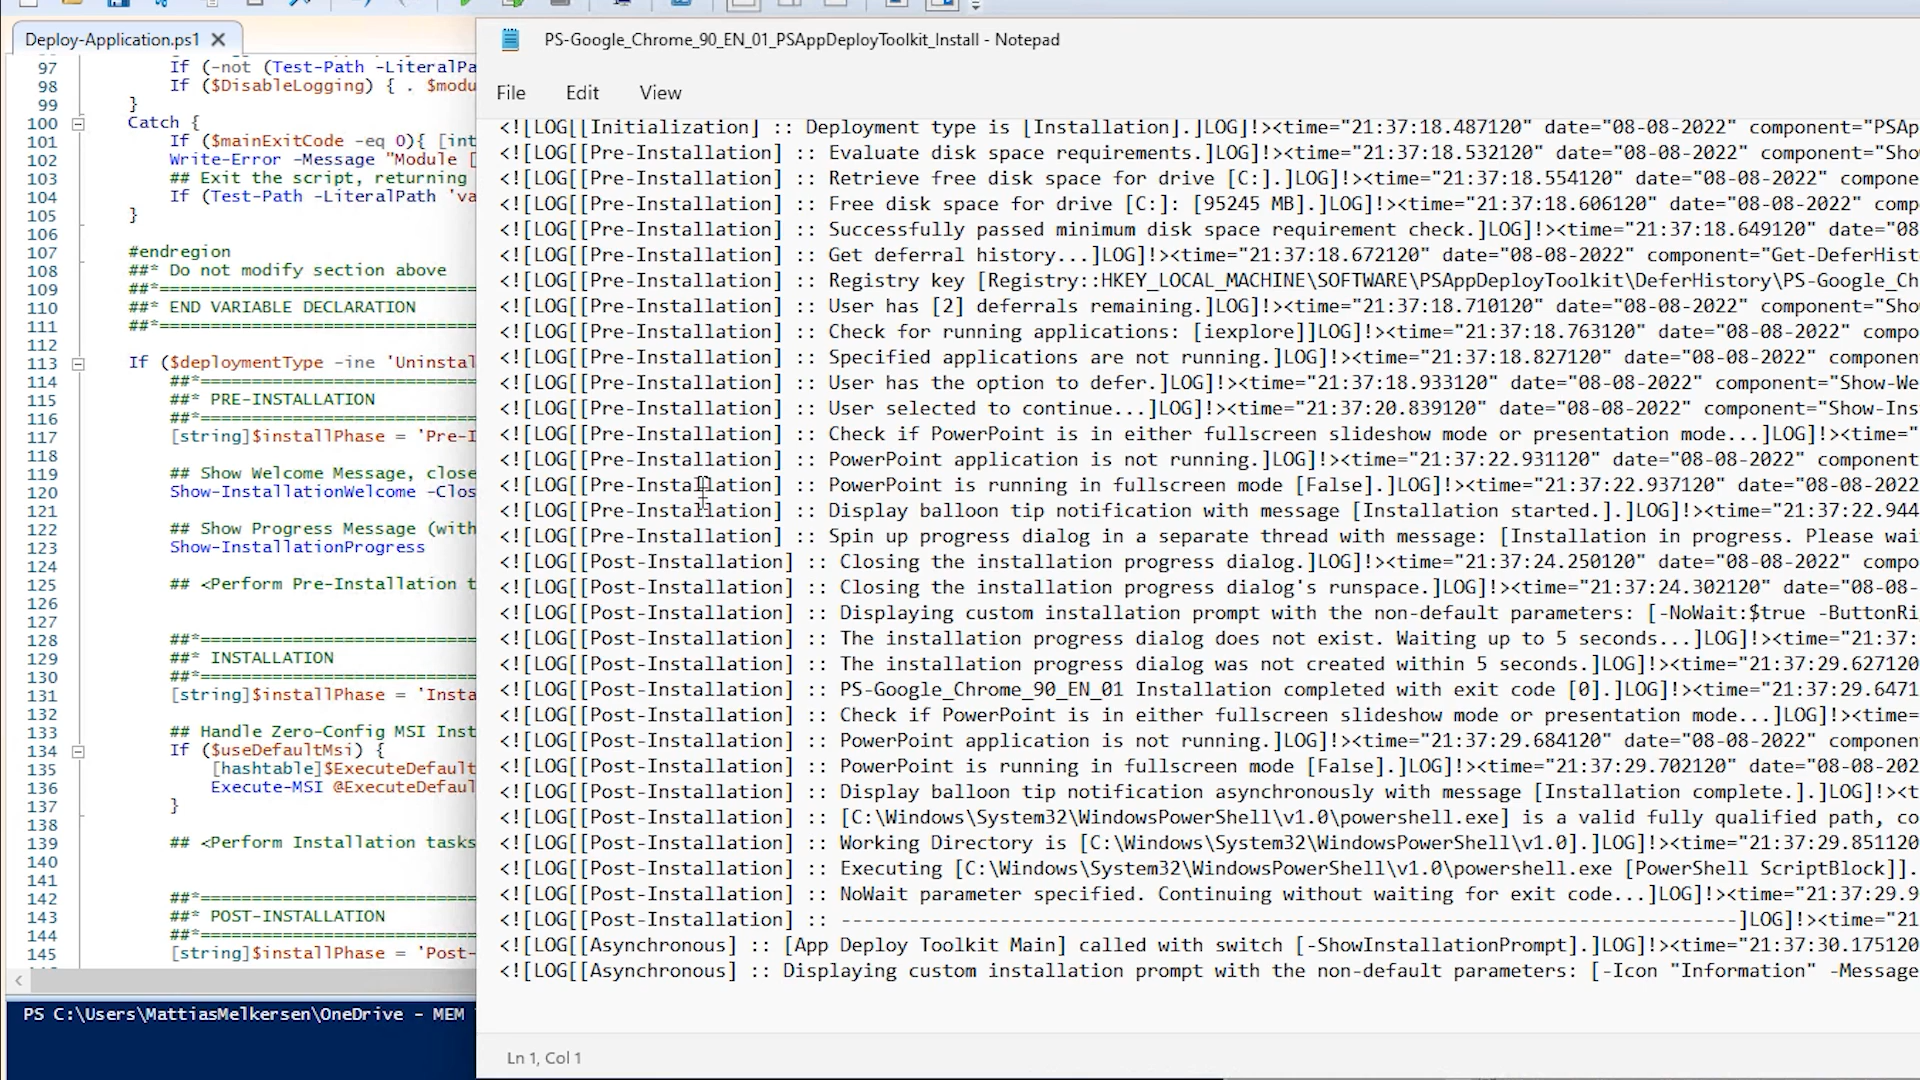 Deploy-Application.ps1
97 If (-not (Test-Path -LiteralPa
98 If ($DisableLogging) { . $modu
99 }
100 Catch {
101 If ($mainExitCode -eq 0){ [int
102 Write-Error -Message "Module [
103 ## Exit the script, returning
104 If (Test-Path -LiteralPath 'va
105 }
106
107 #endregion
108 ##* Do not modify section above
109 ##*===============================
110 ##* END VARIABLE DECLARATION
111 ##*===============================
112
113 If ($deploymentType -ine 'Uninstal
114 ##*===========================
115 ##* PRE-INSTALLATION
116 ##*===========================
117 [string]$installPhase = 'Pre-I
118
119 ## Show Welcome Message, close
120 Show-InstallationWelcome -Clos
121
122 ## Show Progress Message (with
123 Show-InstallationProgress
124
125 ## <Perform Pre-Installation t
126
127
128 ##*===========================
129 ##* INSTALLATION
130 ##*===========================
131 [string]$installPhase = 'Insta
132
133 ## Handle Zero-Config MSI Inst
134 If ($useDefaultMsi) {
135 [hashtable]$ExecuteDefault
136 Execute-MSI @ExecuteDefaul
137 }
138
139 ## <Perform Installation tasks
140
141
142 ##*===========================
143 ##* POST-INSTALLATION
144 ##*===========================
145 [string]$installPhase = 'Post-
PS C:\Users\MattiasMelkersen\OneDrive - MEM
PS-Google_Chrome_90_EN_01_PSAppDeployToolkit_Install - Notepad
File Edit View
<![LOG[[Initialization] :: Deployment type is [Installation].]LOG]!><time="21:37:18.487120" date="08-08-2022" component="PSAp
<![LOG[[Pre-Installation] :: Evaluate disk space requirements.]LOG]!><time="21:37:18.532120" date="08-08-2022" component="Sho
<![LOG[[Pre-Installation] :: Retrieve free disk space for drive [C:].]LOG]!><time="21:37:18.554120" date="08-08-2022" compone
<![LOG[[Pre-Installation] :: Free disk space for drive [C:]: [95245 MB].]LOG]!><time="21:37:18.606120" date="08-08-2022" comp
<![LOG[[Pre-Installation] :: Successfully passed minimum disk space requirement check.]LOG]!><time="21:37:18.649120" date="08
<![LOG[[Pre-Installation] :: Get deferral history...]LOG]!><time="21:37:18.672120" date="08-08-2022" component="Get-DeferHist
<![LOG[[Pre-Installation] :: Registry key [Registry::HKEY_LOCAL_MACHINE\SOFTWARE\PSAppDeployToolkit\DeferHistory\PS-Google_Ch
<![LOG[[Pre-Installation] :: User has [2] deferrals remaining.]LOG]!><time="21:37:18.710120" date="08-08-2022" component="Sho
<![LOG[[Pre-Installation] :: Check for running applications: [iexplore]]LOG]!><time="21:37:18.763120" date="08-08-2022" compo
<![LOG[[Pre-Installation] :: Specified applications are not running.]LOG]!><time="21:37:18.827120" date="08-08-2022" componen
<![LOG[[Pre-Installation] :: User has the option to defer.]LOG]!><time="21:37:18.933120" date="08-08-2022" component="Show-We
<![LOG[[Pre-Installation] :: User selected to continue...]LOG]!><time="21:37:20.839120" date="08-08-2022" component="Show-Ins
<![LOG[[Pre-Installation] :: Check if PowerPoint is in either fullscreen slideshow mode or presentation mode...]LOG]!><time="
<![LOG[[Pre-Installation] :: PowerPoint application is not running.]LOG]!><time="21:37:22.931120" date="08-08-2022" component
<![LOG[[Pre-Installation] :: PowerPoint is running in fullscreen mode [False].]LOG]!><time="21:37:22.937120" date="08-08-2022
<![LOG[[Pre-Installation] :: Display balloon tip notification with message [Installation started.].]LOG]!><time="21:37:22.944
<![LOG[[Pre-Installation] :: Spin up progress dialog in a separate thread with message: [Installation in progress. Please wai
<![LOG[[Post-Installation] :: Closing the installation progress dialog.]LOG]!><time="21:37:24.250120" date="08-08-2022" compo
<![LOG[[Post-Installation] :: Closing the installation progress dialog's runspace.]LOG]!><time="21:37:24.302120" date="08-08-
<![LOG[[Post-Installation] :: Displaying custom installation prompt with the non-default parameters: [-NoWait:$true -ButtonRi
<![LOG[[Post-Installation] :: The installation progress dialog does not exist. Waiting up to 5 seconds...]LOG]!><time="21:37:
<![LOG[[Post-Installation] :: The installation progress dialog was not created within 5 seconds.]LOG]!><time="21:37:29.627120
<![LOG[[Post-Installation] :: PS-Google_Chrome_90_EN_01 Installation completed with exit code [0].]LOG]!><time="21:37:29.6471
<![LOG[[Post-Installation] :: Check if PowerPoint is in either fullscreen slideshow mode or presentation mode...]LOG]!><time=
<![LOG[[Post-Installation] :: PowerPoint application is not running.]LOG]!><time="21:37:29.684120" date="08-08-2022" component
<![LOG[[Post-Installation] :: PowerPoint is running in fullscreen mode [False].]LOG]!><time="21:37:29.702120" date="08-08-202
<![LOG[[Post-Installation] :: Display balloon tip notification asynchronously with message [Installation complete.].]LOG]!><t
<![LOG[[Post-Installation] :: [C:\Windows\System32\WindowsPowerShell\v1.0\powershell.exe] is a valid fully qualified path, co
<![LOG[[Post-Installation] :: Working Directory is [C:\Windows\System32\WindowsPowerShell\v1.0].]LOG]!><time="21:37:29.851120
<![LOG[[Post-Installation] :: Executing [C:\Windows\System32\WindowsPowerShell\v1.0\powershell.exe [PowerShell ScriptBlock]].
<![LOG[[Post-Installation] :: NoWait parameter specified. Continuing without waiting for exit code...]LOG]!><time="21:37:29.9
<![LOG[[Post-Installation] :: -------------------------------------------------------------------------------]LOG]!><time="21
<![LOG[[Asynchronous] :: [App Deploy Toolkit Main] called with switch [-ShowInstallationPrompt].]LOG]!><time="21:37:30.175120
<![LOG[[Asynchronous] :: Displaying custom installation prompt with the non-default parameters: [-Icon "Information" -Message
Ln 1, Col 1